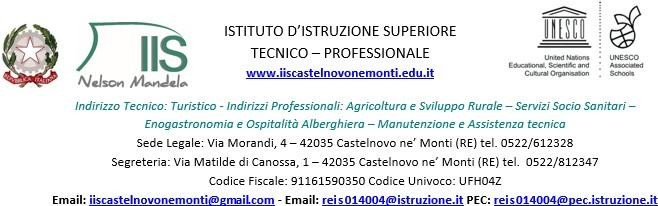 ISTITUTO D'ISTRUZIONE SUPERIORE
TECNICO – PROFESSIONALE
www.iiscastelnovonemonti.edu.it
REPVBBLICA ITALIANA
IIS
Nelson Mandela
UNESCO
United Nations
Educational, Scientific and
Cultural Organisation
UNESCO
Associated
Schools
Indirizzo Tecnico: Turistico - Indirizzi Professionali: Agricoltura e Sviluppo Rurale – Servizi Socio Sanitari –
Enogastronomia e Ospitalità Alberghiera – Manutenzione e Assistenza tecnica
Sede Legale: Via Morandi, 4 – 42035 Castelnovo ne' Monti (RE) tel. 0522/612328
Segreteria: Via Matilde di Canossa, 1 – 42035 Castelnovo ne' Monti (RE) tel. 0522/812347
Codice Fiscale: 91161590350 Codice Univoco: UFH04Z
Email: iiscastelnovonemonti@gmail.com - Email: reis014004@istruzione.it PEC: reis014004@pec.istruzione.it